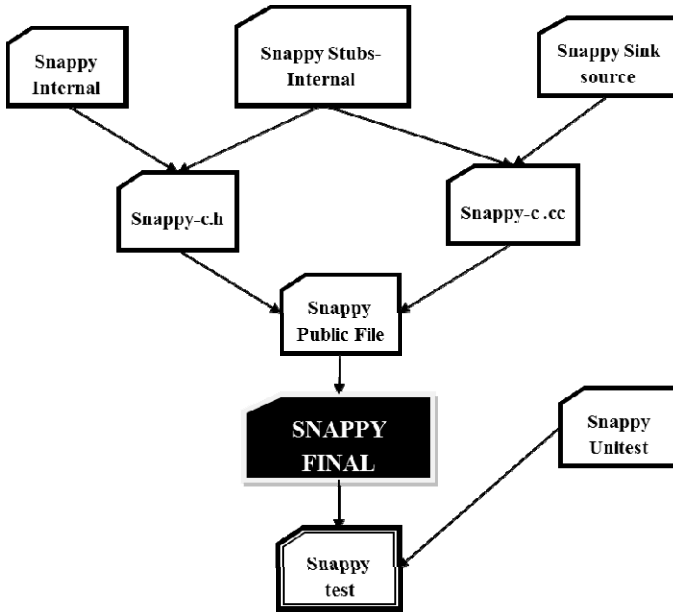 Snappy
Internal
Snappy Stubs-
Internal
Snappy Sink
source
Snappy-c.h
Snappy-c .cc
Snappy
Public File
SNAPPY
FINAL
Snappy
Unitest
Snappy
test